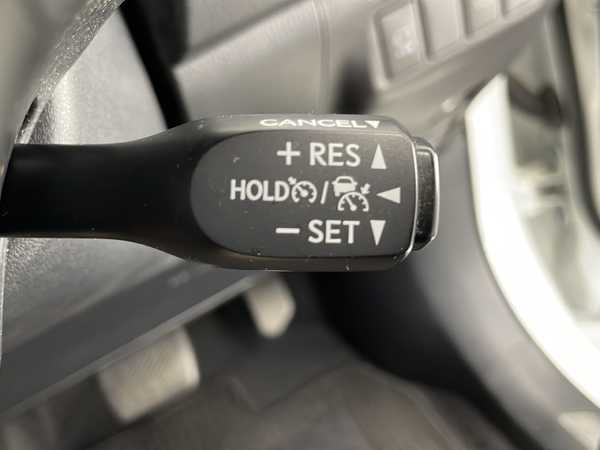 CANCEL▼
+ RES ▲
HOLD / ◄
− SET ▼